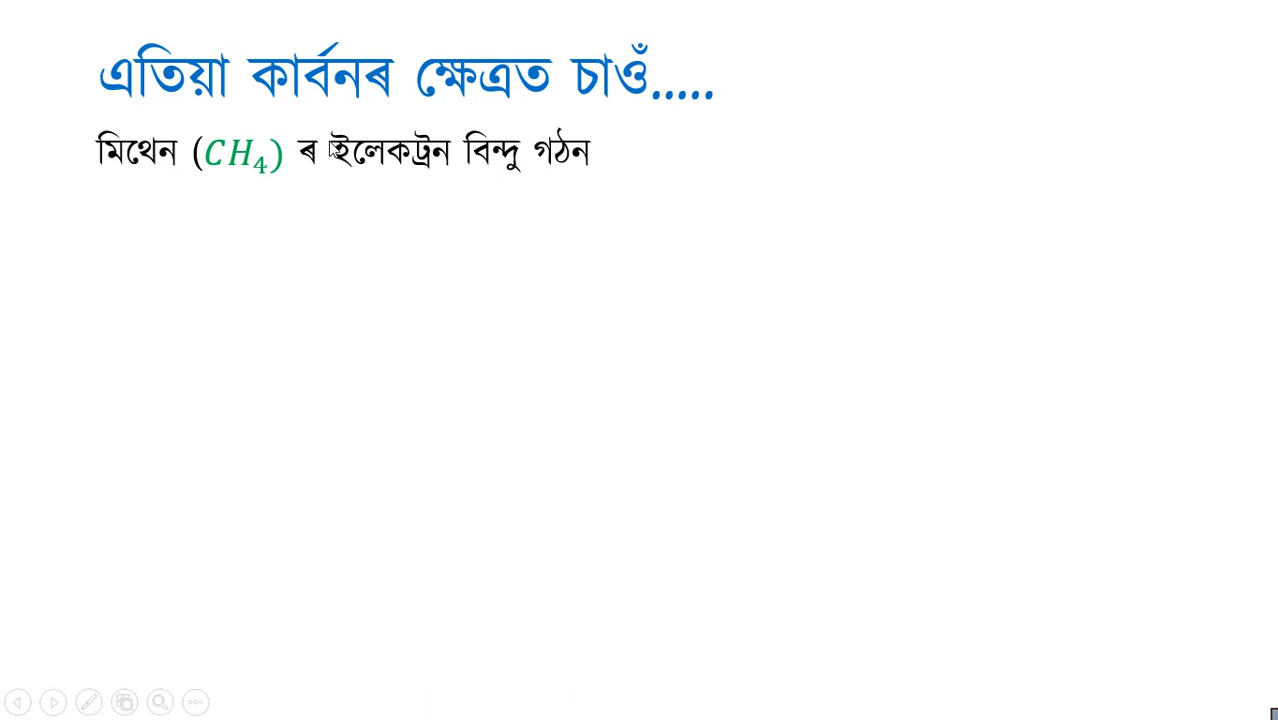 এতিয়া কাৰ্বনৰ ক্ষেত্ৰত চাওঁ.....
মিথেন (CH₄) ৰ ইলেকট্ৰন বিন্দু গঠন